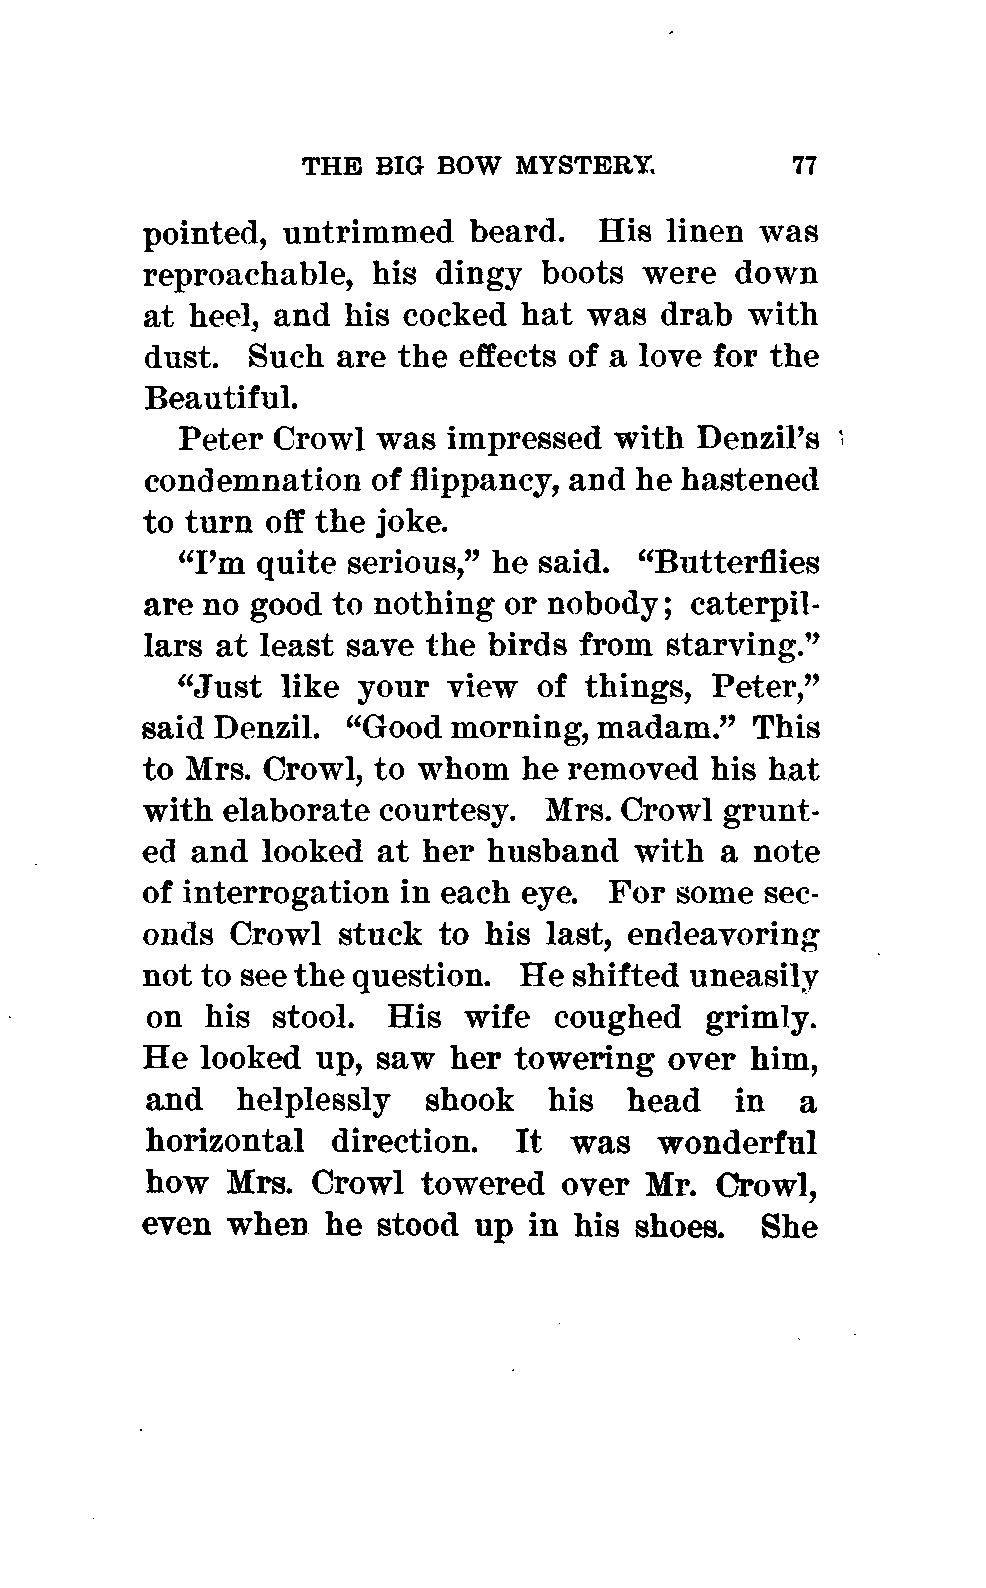 THE BIG BOW MYSTERY. 77
pointed, untrimmed beard. His linen was
reproachable, his dingy boots were down
at heel, and his cocked hat was drab with
dust. Such are the effects of a love for the
Beautiful.
Peter Crowl was impressed with Denzil's
condemnation of flippancy, and he hastened
to turn off the joke.
“I'm quite serious,” he said. “Butterflies
are no good to nothing or nobody; caterpil-
lars at least save the birds from starving.”
“Just like your view of things, Peter,”
said Denzil. “Good morning, madam.” This
to Mrs. Crowl, to whom he removed his hat
with elaborate courtesy. Mrs. Crowl grunt-
ed and looked at her husband with a note
of interrogation in each eye. For some sec-
onds Crowl stuck to his last, endeavoring
not to see the question. He shifted uneasily
on his stool. His wife coughed grimly.
He looked up, saw her towering over him,
and helplessly shook his head in a
horizontal direction. It was wonderful
how Mrs. Crowl towered over Mr. Crowl,
even when he stood up in his shoes. She